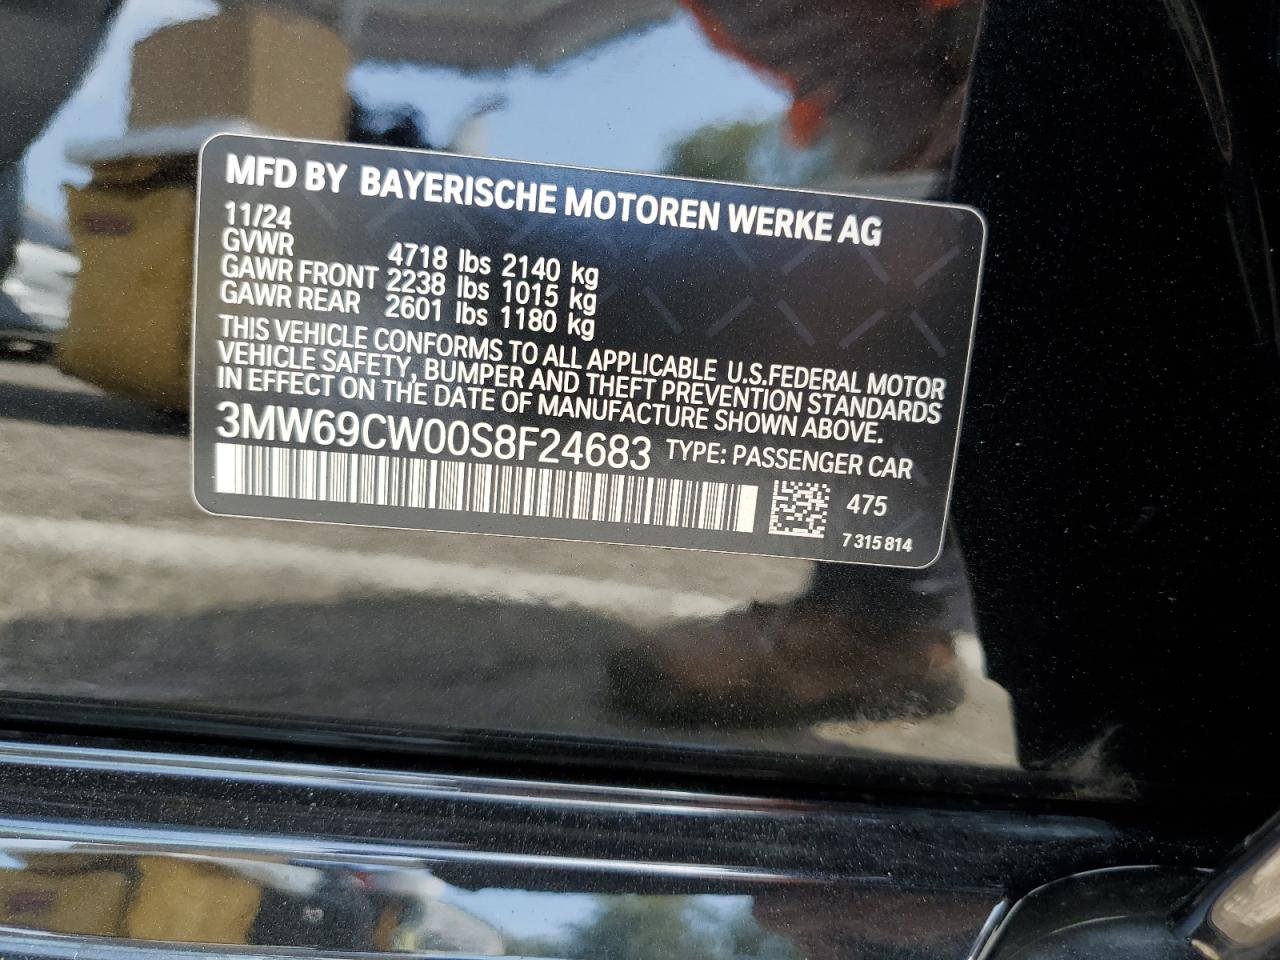 MFD BY BAYERISCHE MOTOREN WERKE AG
11/24
GVWR 4718 lbs 2140 kg
GAWR FRONT 2238 lbs 1015 kg
GAWR REAR 2601 lbs 1180 kg
THIS VEHICLE CONFORMS TO ALL APPLICABLE U.S.FEDERAL MOTOR
VEHICLE SAFETY, BUMPER AND THEFT PREVENTION STANDARDS
IN EFFECT ON THE DATE OF MANUFACTURE SHOWN ABOVE.
3MW69CW00S8F24683 TYPE: PASSENGER CAR
475
7 315 814